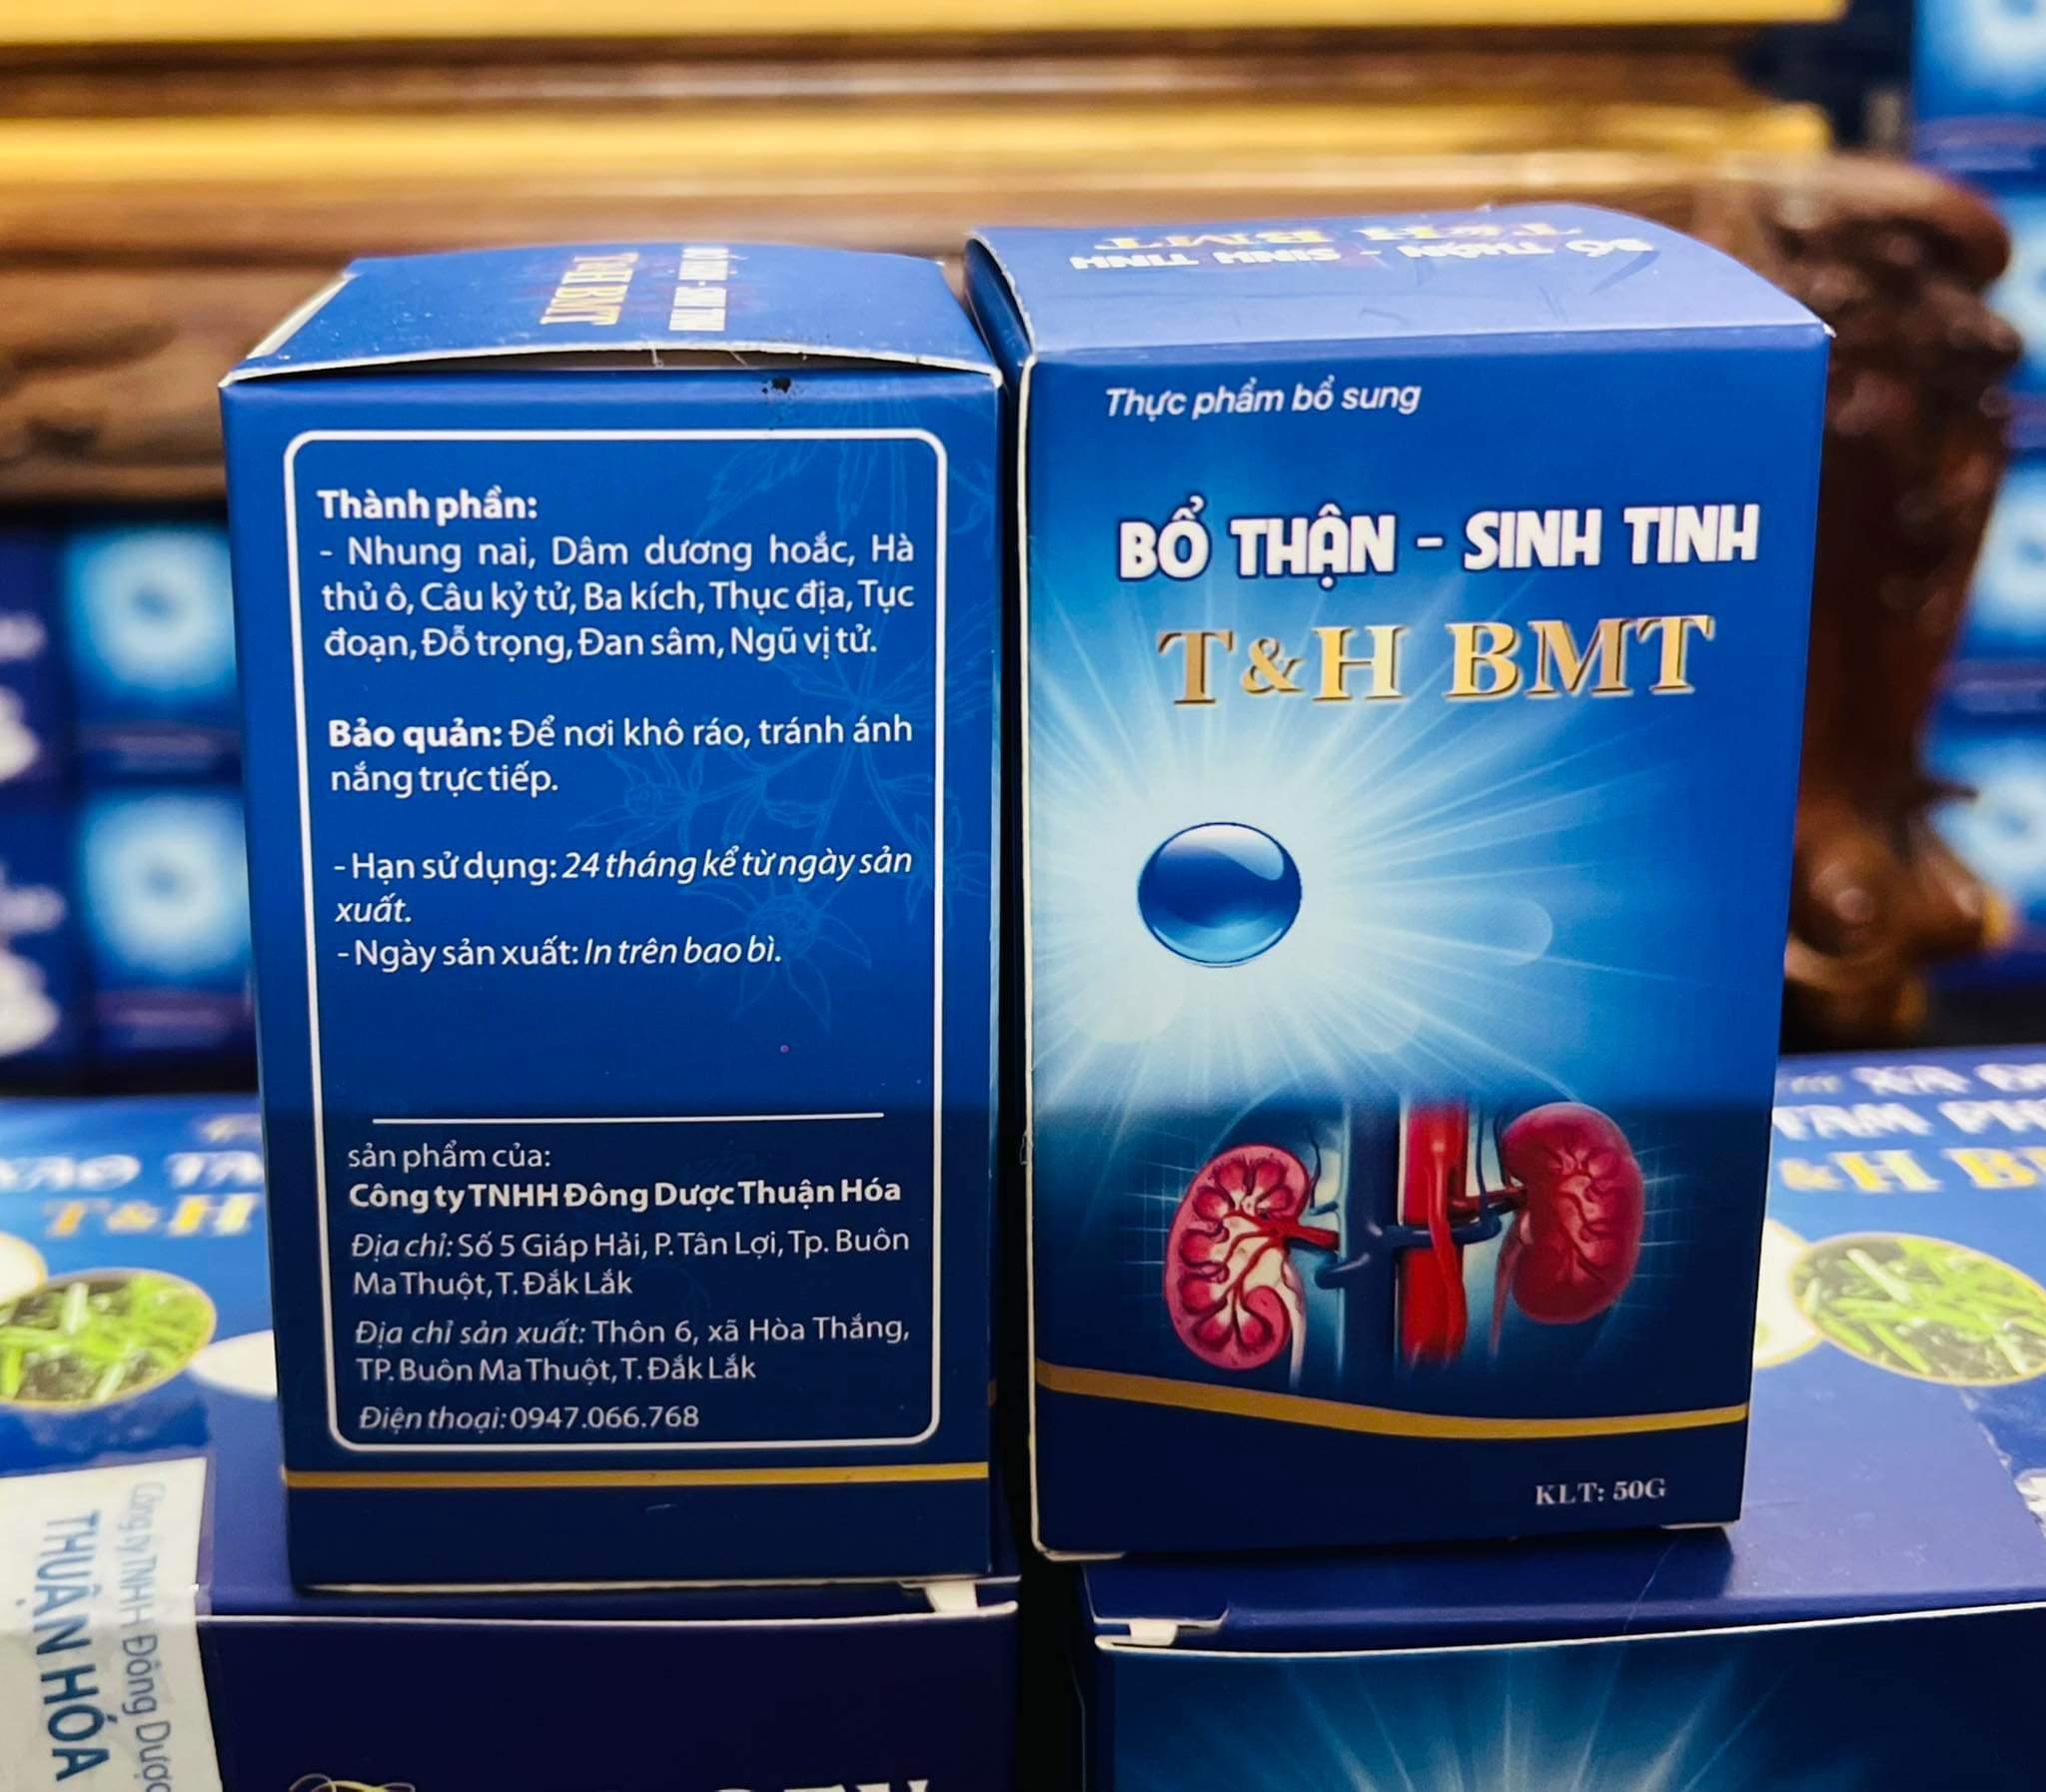 Thành phần:
- Nhung nai, Dâm dương hoắc, Hà
thủ ô, Câu kỷ tử, Ba kích, Thục địa, Tục
đoạn, Đỗ trọng, Đan sâm, Ngũ vị tử.
Bảo quản: Để nơi khô ráo, tránh ánh
nắng trực tiếp.
- Hạn sử dụng: 24 tháng kể từ ngày sản
xuất.
- Ngày sản xuất: In trên bao bì.
sản phẩm của:
Công ty TNHH Đông Dược Thuận Hóa
Địa chỉ: Số 5 Giáp Hải, P. Tân Lợi, Tp. Buôn
Ma Thuột, T. Đắk Lắk
Địa chỉ sản xuất: Thôn 6, xã Hòa Thắng,
TP. Buôn Ma Thuột, T. Đắk Lắk
Điện thoại: 0947.066.768
T&H BMT
BỔ THẬN - SINH TINH
T&H BMT
Thực phẩm bổ sung
BỔ THẬN - SINH TINH
T&H BMT
KLT: 50G
T&H
Công ty TNHH Đông Dược
THUẬN HÓA